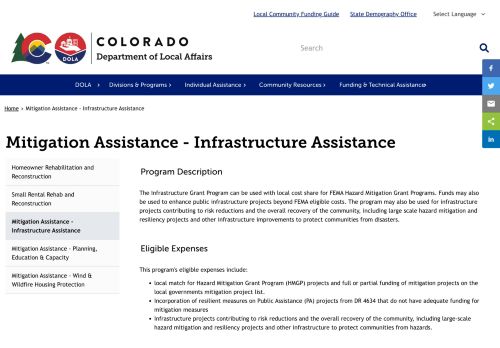 Local Community Funding Guide State Demography Office Select Language
COLORADO
Department of Local Affairs
DOLA
Search
DOLA Divisions & Programs Individual Assistance Community Resources Funding & Technical Assistance
Home > Mitigation Assistance - Infrastructure Assistance
Mitigation Assistance - Infrastructure Assistance
Homeowner Rehabilitation and
Reconstruction
Small Rental Rehab and
Reconstruction
Mitigation Assistance -
Infrastructure Assistance
Mitigation Assistance - Planning,
Education & Capacity
Mitigation Assistance - Wind &
Wildfire Housing Protection
Program Description
The Infrastructure Grant Program can be used with local cost share for FEMA Hazard Mitigation Grant Programs. Funds may also
be used to enhance public infrastructure projects beyond FEMA eligible costs. The program may also be used for infrastructure
projects contributing to risk reductions and the overall recovery of the community, including large scale hazard mitigation and
resiliency projects and other infrastructure improvements to protect communities from disasters.
Eligible Expenses
This program's eligible expenses include:
• local match for Hazard Mitigation Grant Program (HMGP) projects and full or partial funding of mitigation projects on the
local governments mitigation project list.
• Incorporation of resilient measures on Public Assistance (PA) projects from DR 4634 that do not have adequate funding for
mitigation measures
• Infrastructure projects contributing to risk reductions and the overall recovery of the community, including large-scale
hazard mitigation and resiliency projects and other infrastructure to protect communities from hazards.